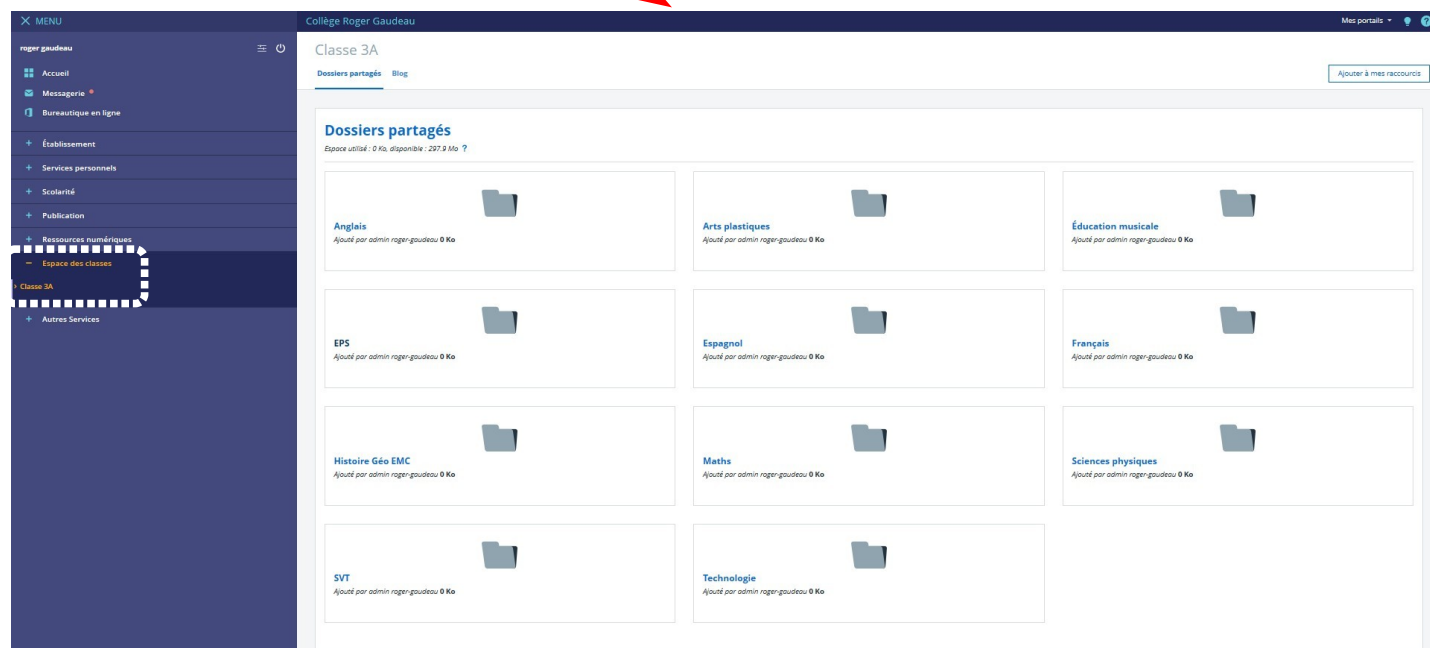 MENU
Collège Roger Gaudeau
Mes portails
roger gaudeau
Accueil
Messagerie
Bureautique en ligne
Établissement
Services personnels
Scolarité
Publication
Ressources numériques
Espace des classes
Classe 3A
Autres Services
Classe 3A
Dossiers partagés Blog
Ajouter à mes raccourcis
Dossiers partagés
Espace utilisé : 0 Ko, disponible : 297.9 Mo ?
Anglais
Ajouté par admin roger-gaudeau 0 Ko
Arts plastiques
Ajouté par admin roger-gaudeau 0 Ko
Éducation musicale
Ajouté par admin roger-gaudeau 0 Ko
EPS
Ajouté par admin roger-gaudeau 0 Ko
Espagnol
Ajouté par admin roger-gaudeau 0 Ko
Français
Ajouté par admin roger-gaudeau 0 Ko
Histoire Géo EMC
Ajouté par admin roger-gaudeau 0 Ko
Maths
Ajouté par admin roger-gaudeau 0 Ko
Sciences physiques
Ajouté par admin roger-gaudeau 0 Ko
SVT
Ajouté par admin roger-gaudeau 0 Ko
Technologie
Ajouté par admin roger-gaudeau 0 Ko